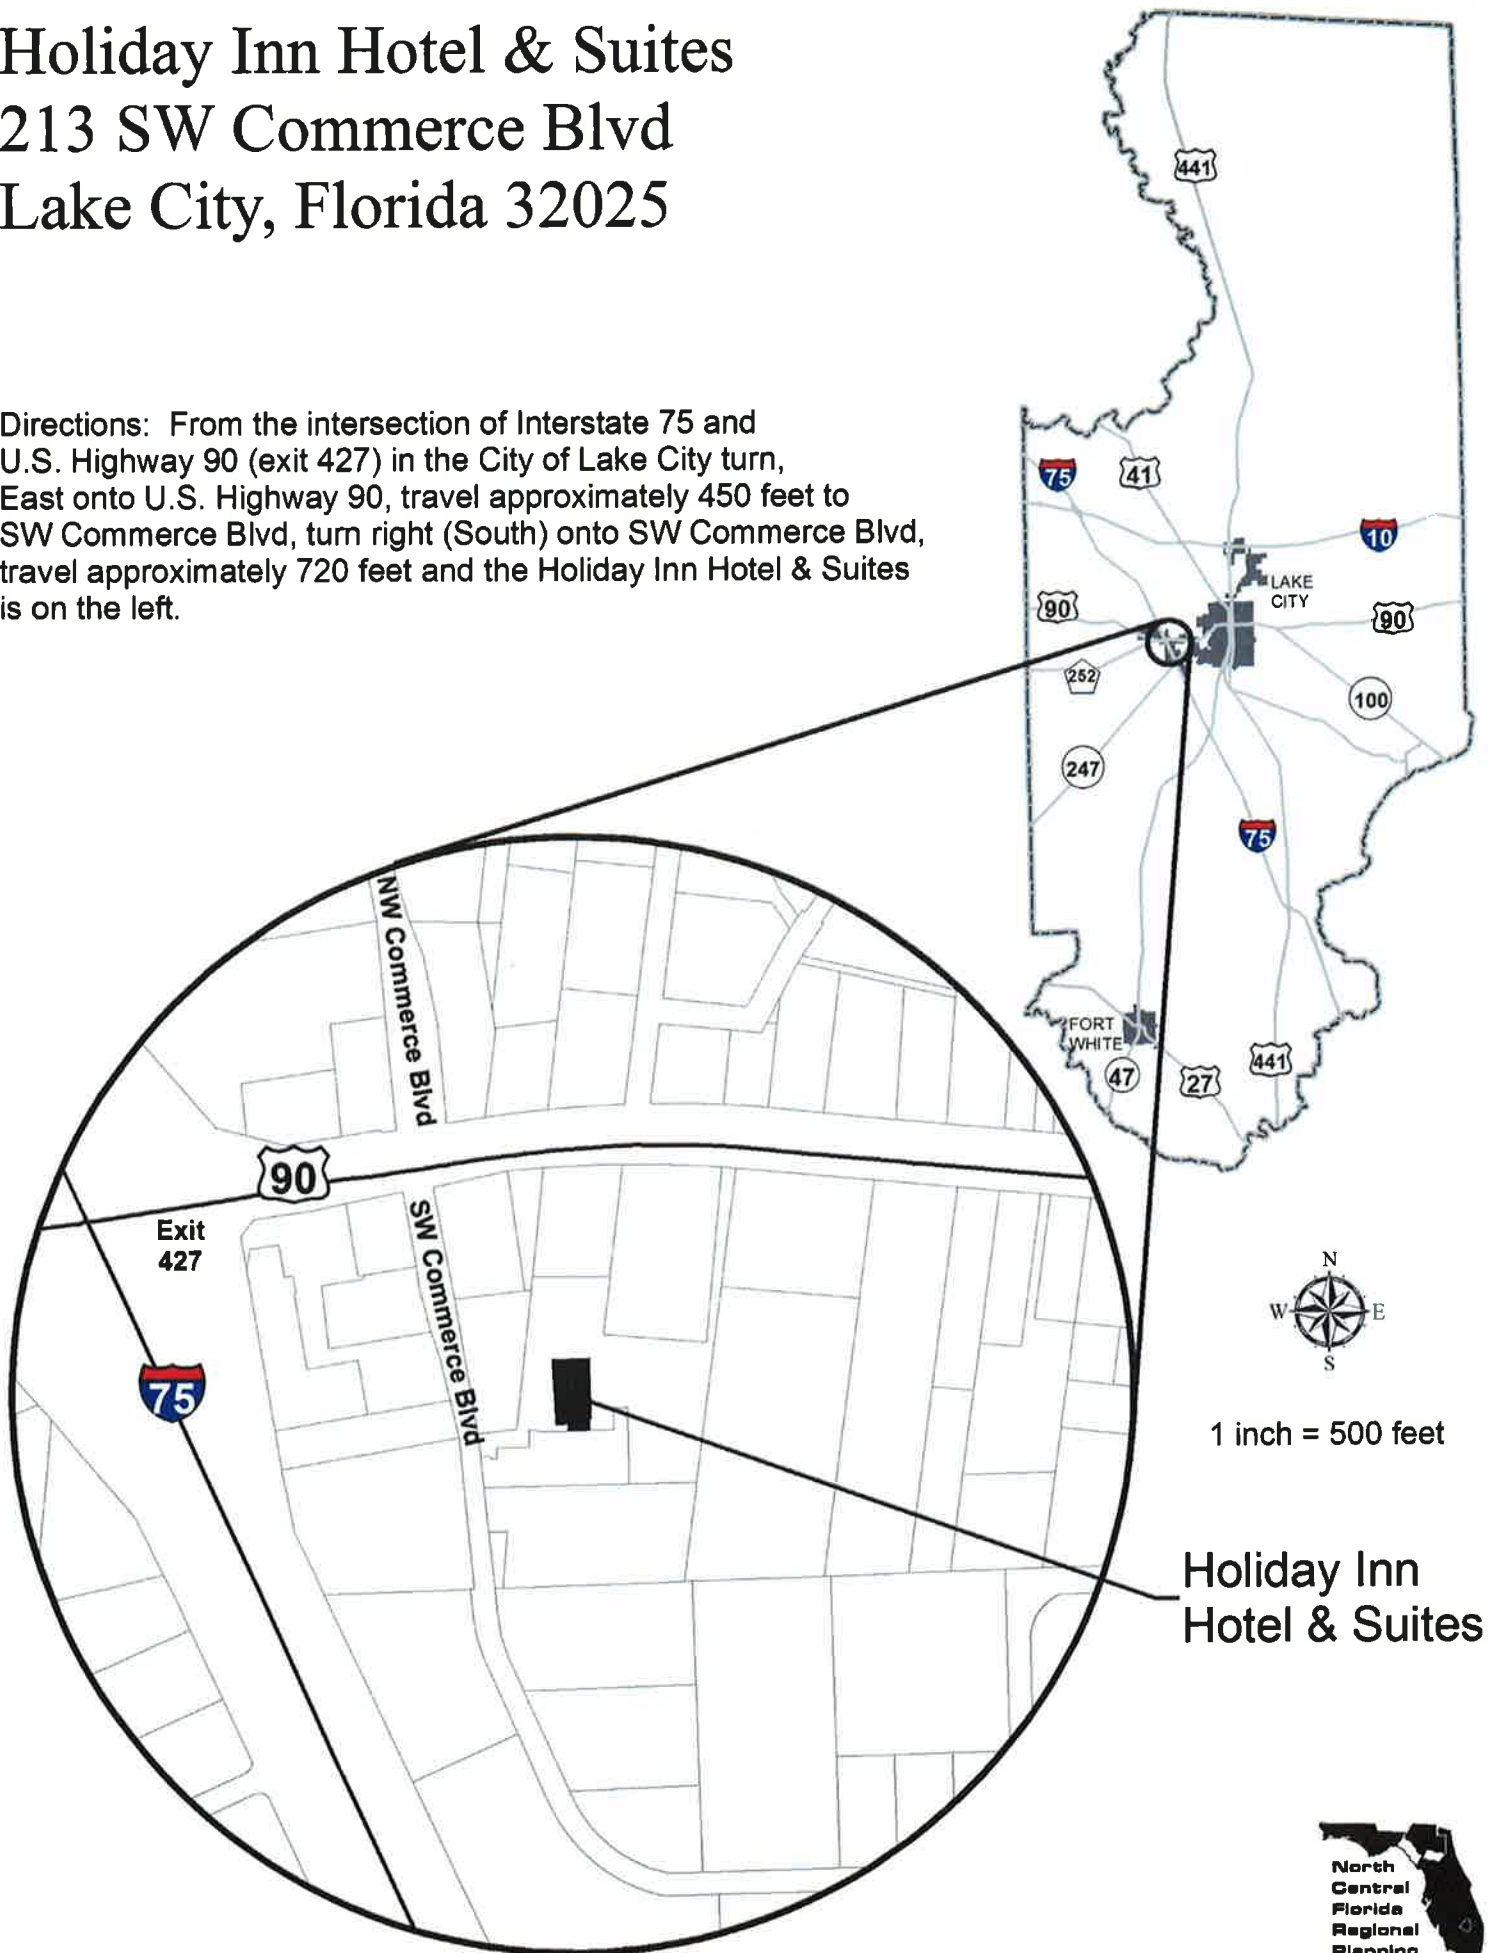 Holiday Inn Hotel & Suites
213 SW Commerce Blvd
Lake City, Florida 32025
Directions: From the intersection of Interstate 75 and
U.S. Highway 90 (exit 427) in the City of Lake City turn,
East onto U.S. Highway 90, travel approximately 450 feet to
SW Commerce Blvd, turn right (South) onto SW Commerce Blvd,
travel approximately 720 feet and the Holiday Inn Hotel & Suites
is on the left.
441
75
41
10
LAKE
CITY
90
90
252
100
247
75
FORT
WHITE
47
27
441
NW Commerce Blvd
90
Exit
427
SW Commerce Blvd
75
N
W
E
S
1 inch = 500 feet
Holiday Inn
Hotel & Suites
North
Central
Florida
Regional
Planning